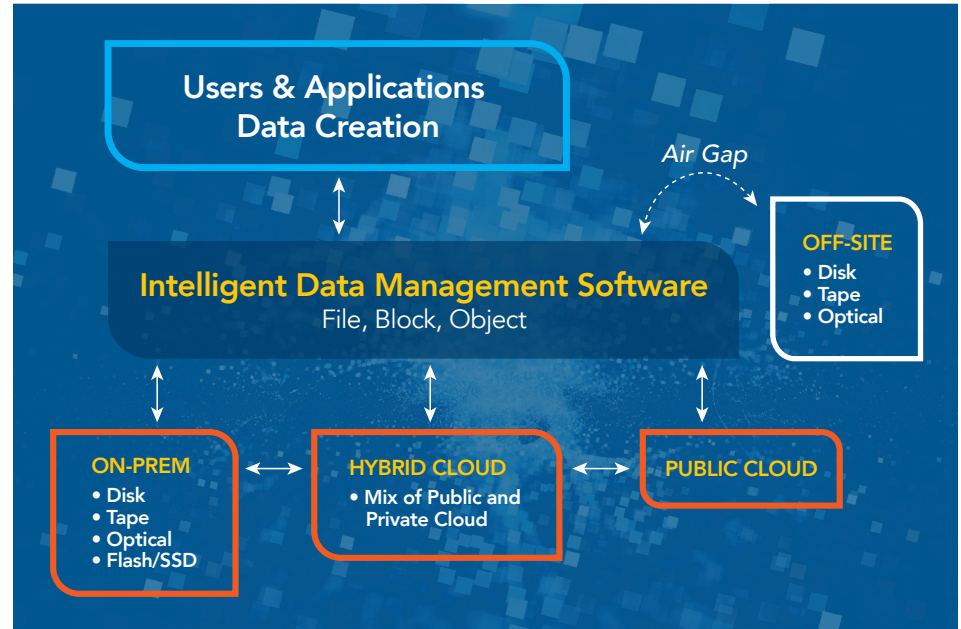 Users & Applications
Data Creation
Air Gap
OFF-SITE
• Disk
• Tape
• Optical
Intelligent Data Management Software
File, Block, Object
ON-PREM
• Disk
• Tape
• Optical
• Flash/SSD
HYBRID CLOUD
• Mix of Public and
Private Cloud
PUBLIC CLOUD